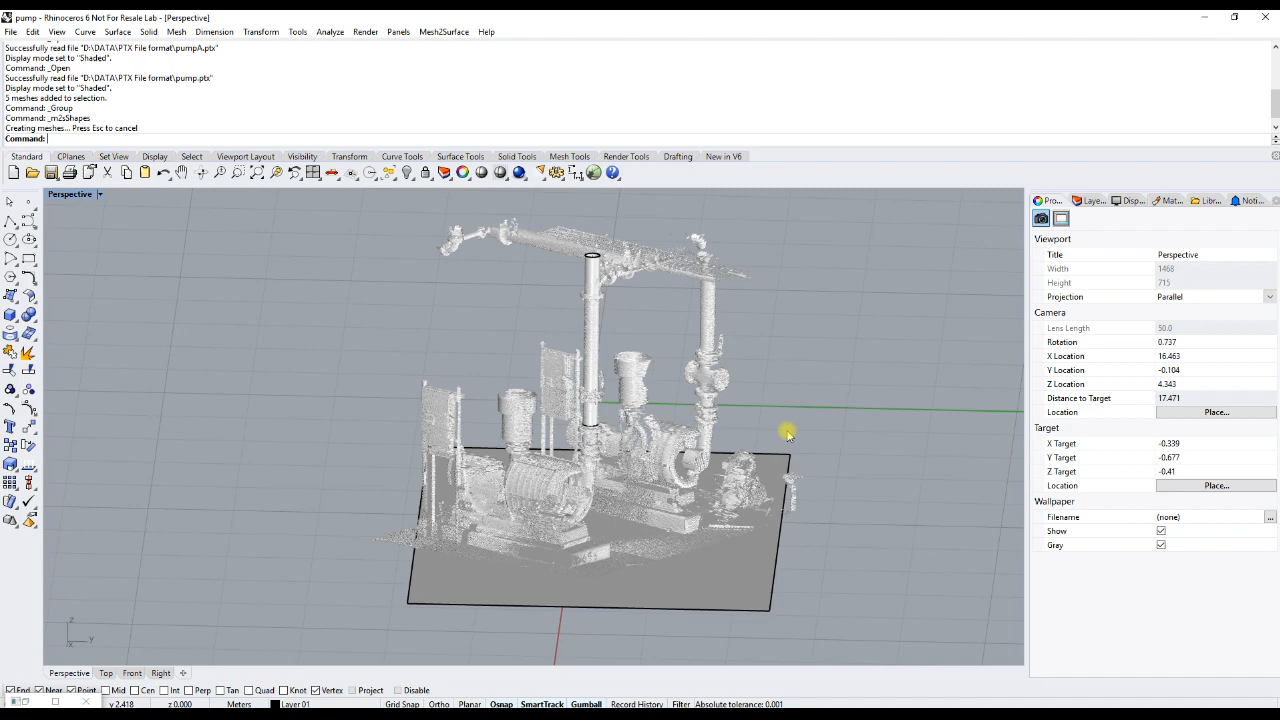 pump - Rhinoceros 6 Not For Resale Lab - [Perspective]
File Edit View Curve Surface Solid Mesh Dimension Transform Tools Analyze Render Panels Mesh2Surface Help
Successfully read file "D:\DATA\PTX File format\pumpA.ptx"
Display mode set to "Shaded".
Command: _Open
Successfully read file "D:\DATA\PTX File format\pump.ptx"
Display mode set to "Shaded".
5 meshes added to selection.
Command: _Group
Command: _m2sShapes
Creating meshes... Press Esc to cancel
Command:
Standard CPlanes Set View Display Select Viewport Layout Visibility Transform Curve Tools Surface Tools Solid Tools Mesh Tools Render Tools Drafting New in V6
Perspective
Pro... Laye... Disp... Mat... Libr... Noti...
Viewport
Title Perspective
Width 1468
Height 715
Projection Parallel
Camera
Lens Length 50.0
Rotation 0.737
X Location 16.463
Y Location -0.104
Z Location 4.343
Distance to Target 17.471
Location Place...
Target
X Target -0.339
Y Target -0.677
Z Target -0.41
Location Place...
Wallpaper
Filename (none) ...
Show
Gray
z
y
x
Perspective Top Front Right
End Near Point Mid Cen Int Perp Tan Quad Knot Vertex Project Disable
y 2.418 z 0.000 Meters Layer 01 Grid Snap Ortho Planar Osnap SmartTrack Gumball Record History Filter Absolute tolerance: 0.001